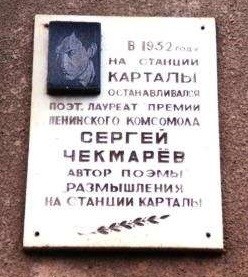 В 1932 году
НА СТАНЦИИ
КАРТАЛЫ
ОСТАНАВЛИВАЛСЯ
ПОЭТ, ЛАУРЕАТ ПРЕМИИ
ЛЕНИНСКОГО КОМСОМОЛА
СЕРГЕЙ
ЧЕКМАРЁВ
АВТОР ПОЭМЫ
РАЗМЫШЛЕНИЯ
НА СТАНЦИИ КАРТАЛЫ